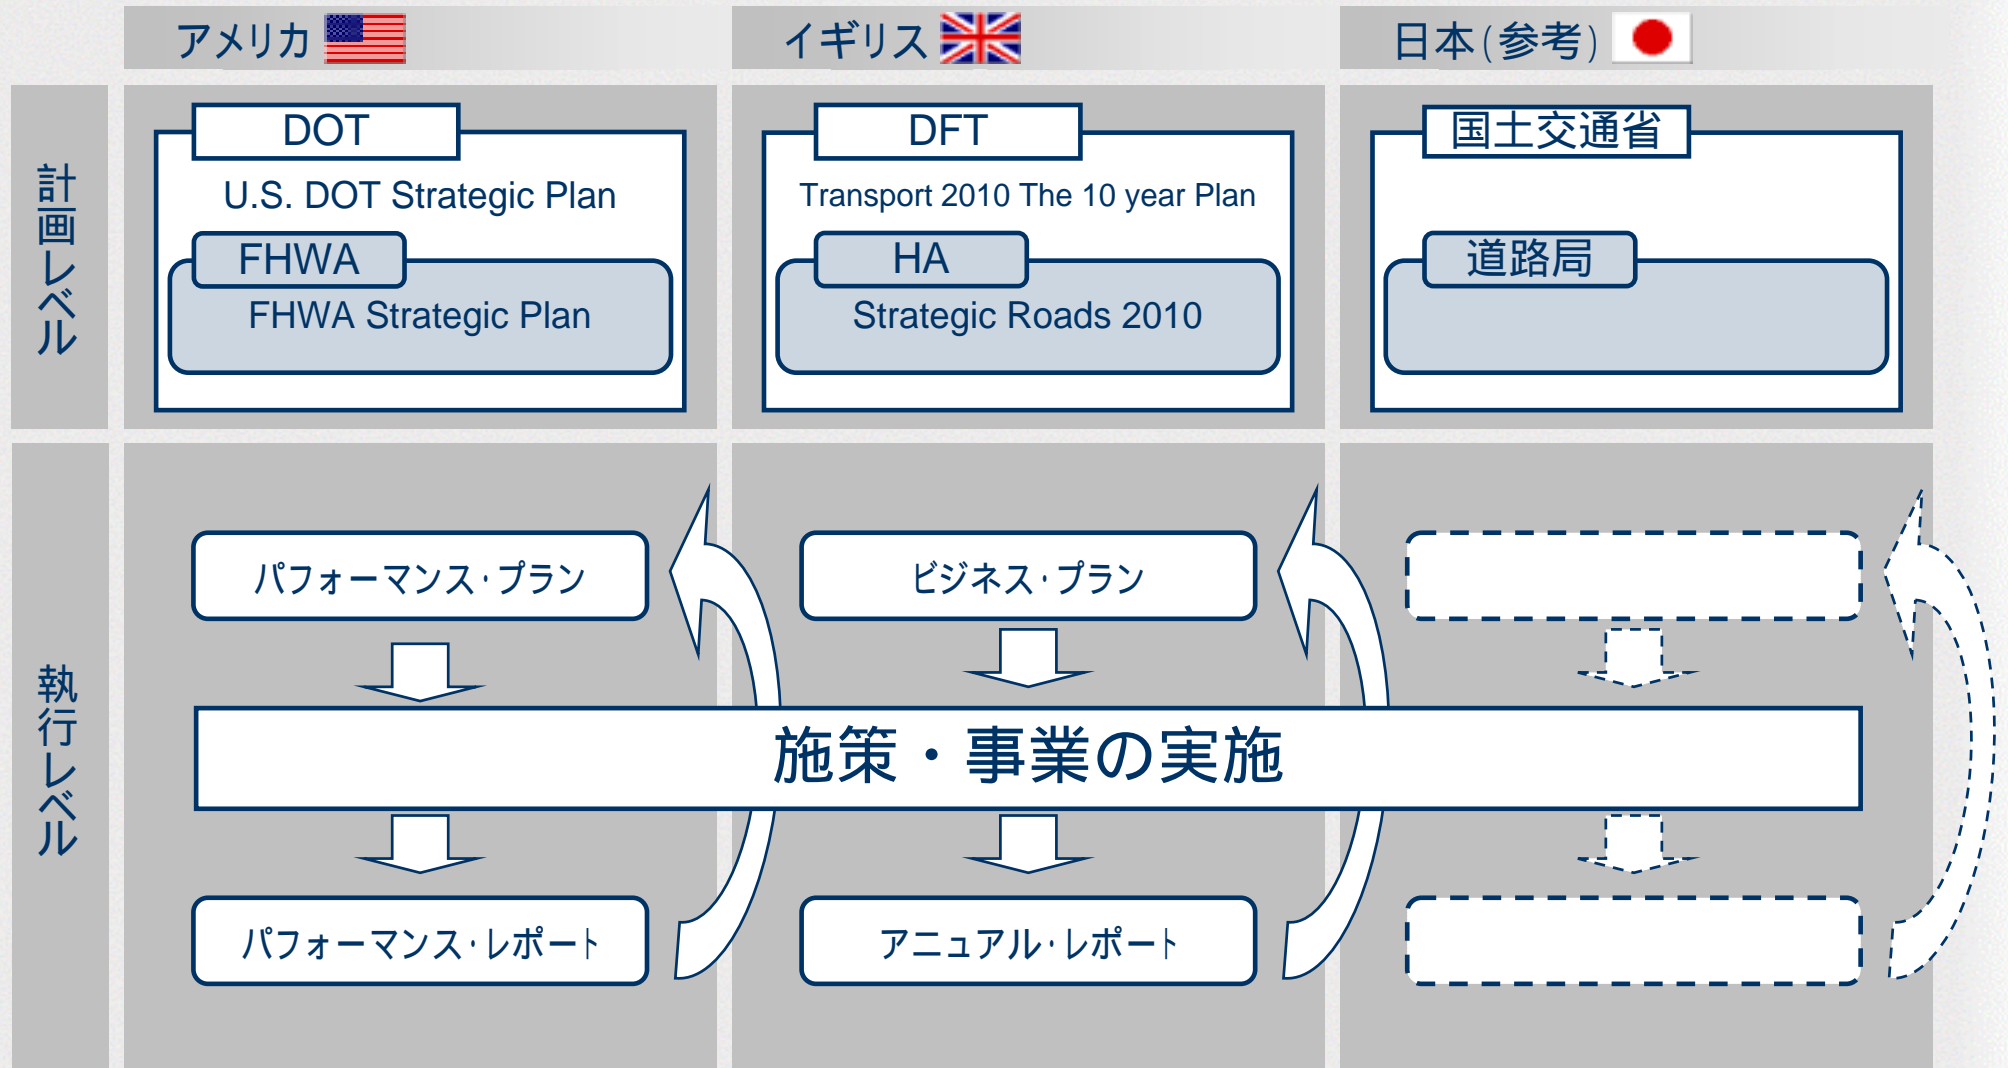 アメリカ
イギリス
日本(参考)
計画レベル
DOT
U.S. DOT Strategic Plan
FHWA
FHWA Strategic Plan
DFT
Transport 2010 The 10 year Plan
HA
Strategic Roads 2010
国土交通省
道路局
執行レベル
パフォーマンス・プラン
ビジネス・プラン
施策・事業の実施
パフォーマンス・レポート
アニュアル・レポート